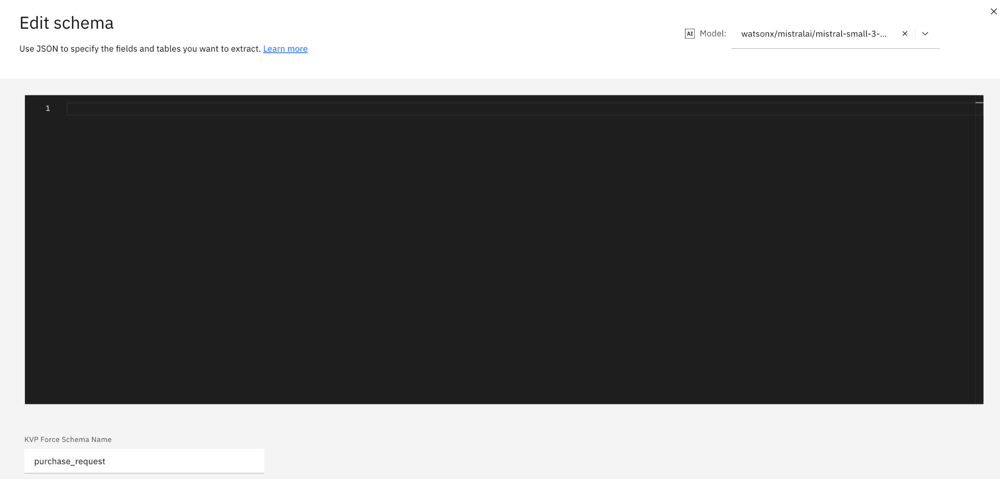 Edit schema
Use JSON to specify the fields and tables you want to extract. Learn more
AI Model: watsonx/mistralai/mistral-small-3-...
1
KVP Force Schema Name
purchase_request